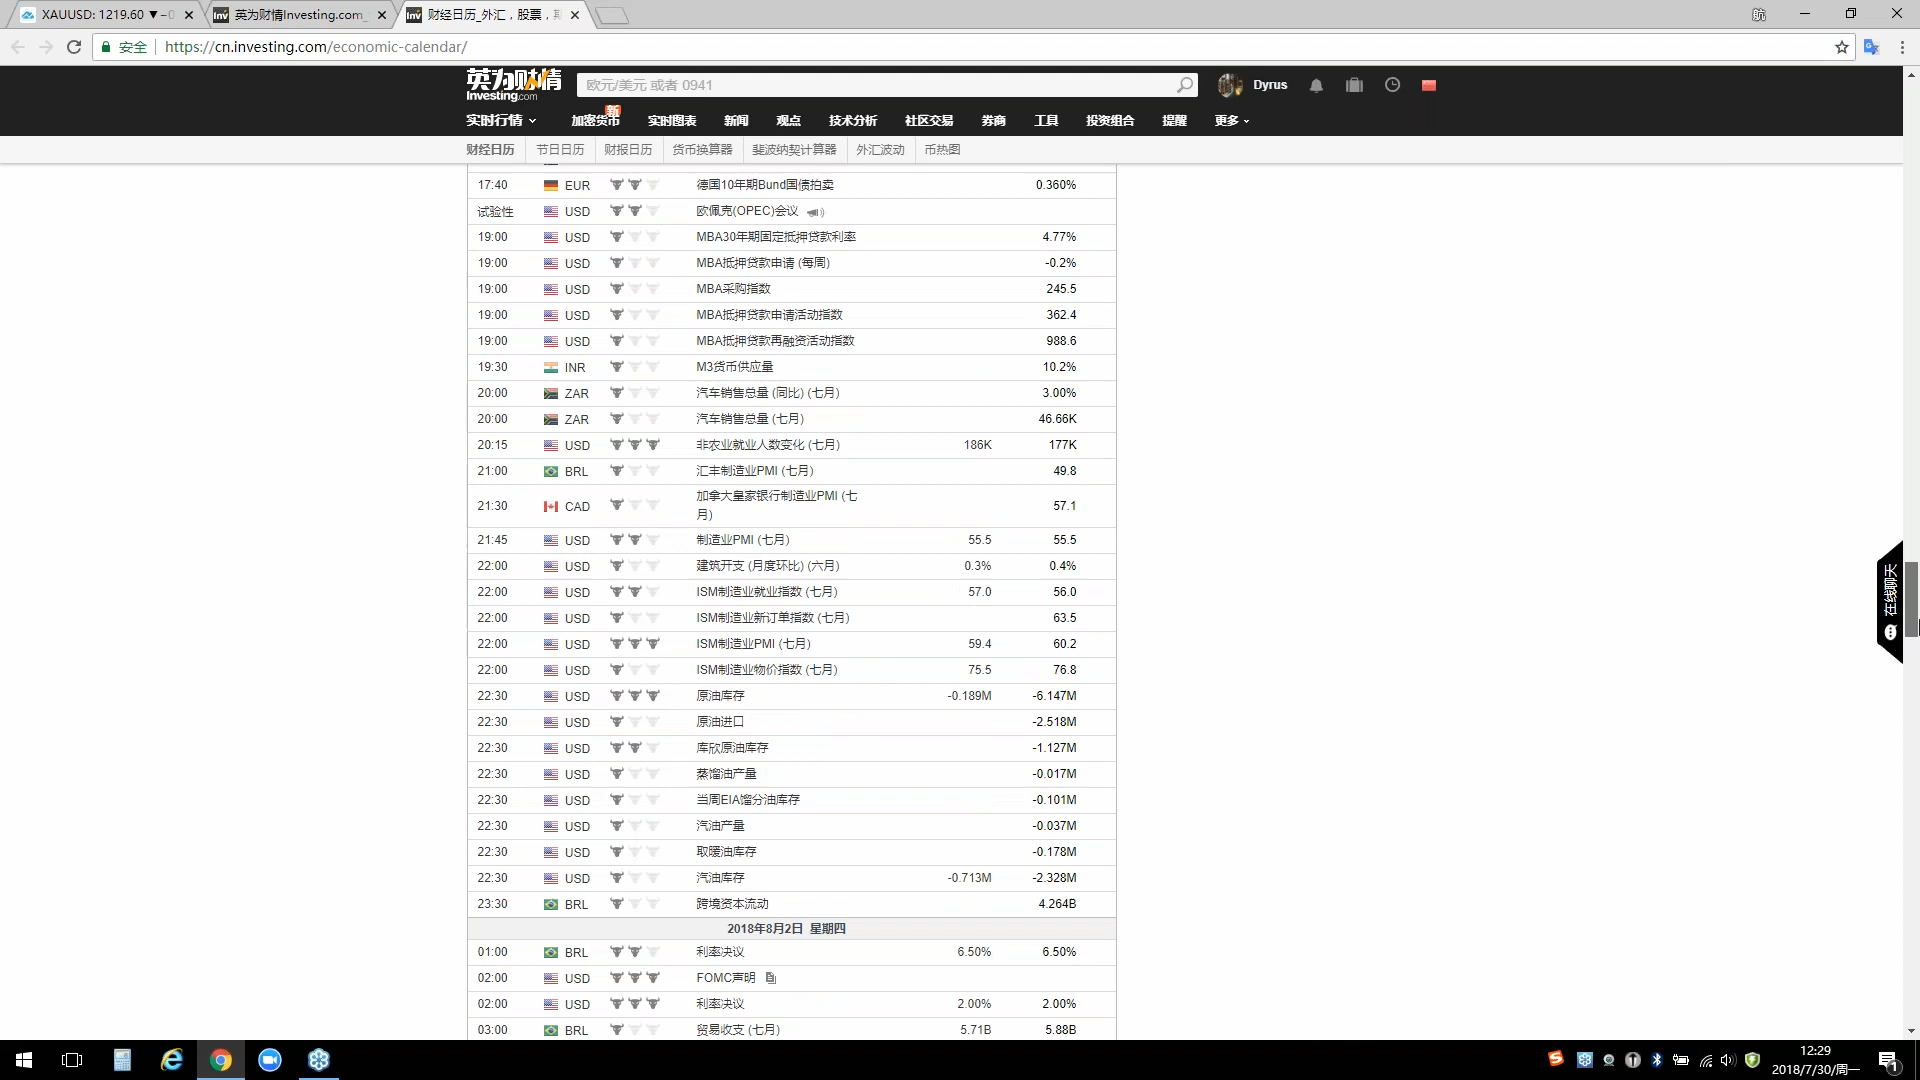 XAUUSD: 1219.60 ▼ −0
英为财情Investing.com_
财经日历_外汇，股票，期
航
安全
https://cn.investing.com/economic-calendar/
英为财情
Investing.com
欧元/美元 或者 0941
Dyrus
新
实时行情 加密货币 实时图表 新闻 观点 技术分析 社区交易 券商 工具 投资组合 提醒 更多
财经日历 节日日历 财报日历 货币换算器 斐波纳契计算器 外汇波动 币热图
17:40 EUR 德国10年期Bund国债拍卖 0.360%
试验性 USD 欧佩克(OPEC)会议
19:00 USD MBA30年期固定抵押贷款利率 4.77%
19:00 USD MBA抵押贷款申请 (每周) -0.2%
19:00 USD MBA采购指数 245.5
19:00 USD MBA抵押贷款申请活动指数 362.4
19:00 USD MBA抵押贷款再融资活动指数 988.6
19:30 INR M3货币供应量 10.2%
20:00 ZAR 汽车销售总量 (同比) (七月) 3.00%
20:00 ZAR 汽车销售总量 (七月) 46.66K
20:15 USD 非农业就业人数变化 (七月) 186K 177K
21:00 BRL 汇丰制造业PMI (七月) 49.8
21:30 CAD 加拿大皇家银行制造业PMI (七
月) 57.1
21:45 USD 制造业PMI (七月) 55.5 55.5
22:00 USD 建筑开支 (月度环比) (六月) 0.3% 0.4%
22:00 USD ISM制造业就业指数 (七月) 57.0 56.0
22:00 USD ISM制造业新订单指数 (七月) 63.5
22:00 USD ISM制造业PMI (七月) 59.4 60.2
22:00 USD ISM制造业物价指数 (七月) 75.5 76.8
22:30 USD 原油库存 -0.189M -6.147M
22:30 USD 原油进口 -2.518M
22:30 USD 库欣原油库存 -1.127M
22:30 USD 蒸馏油产量 -0.017M
22:30 USD 当周EIA馏分油库存 -0.101M
22:30 USD 汽油产量 -0.037M
22:30 USD 取暖油库存 -0.178M
22:30 USD 汽油库存 -0.713M -2.328M
23:30 BRL 跨境资本流动 4.264B
2018年8月2日 星期四
01:00 BRL 利率决议 6.50% 6.50%
02:00 USD FOMC声明
02:00 USD 利率决议 2.00% 2.00%
03:00 BRL 贸易收支 (七月) 5.71B 5.88B
在线聊天
12:29
2018/7/30/周一
1